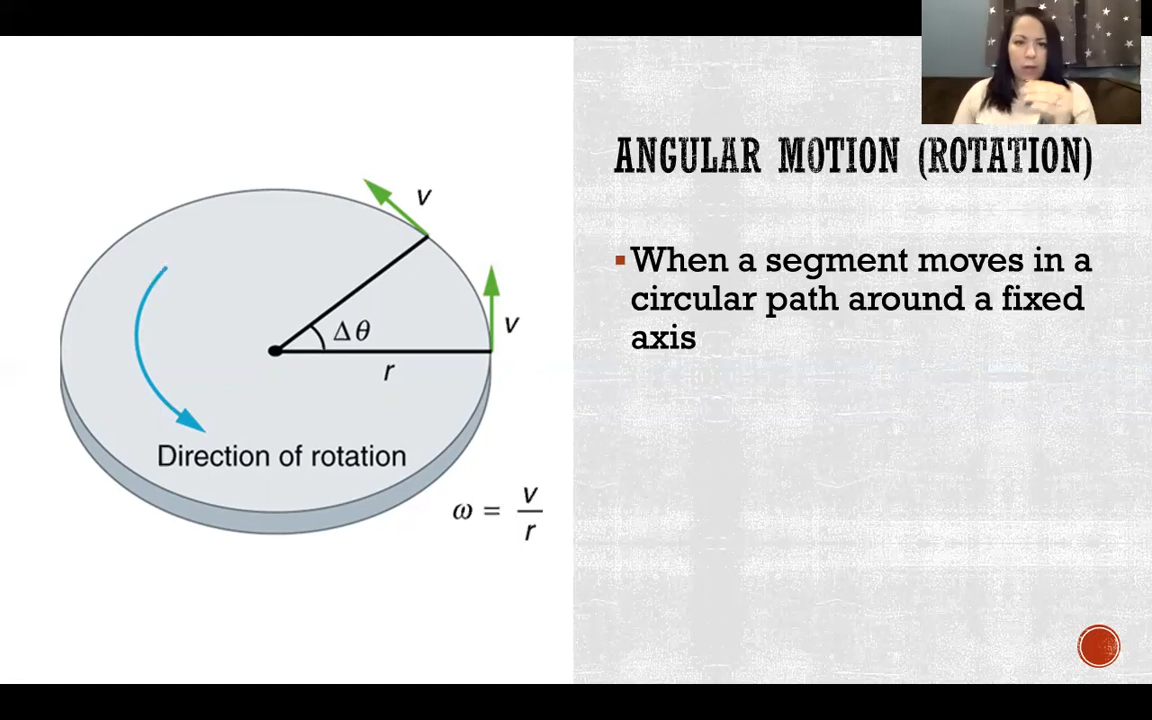 ANGULAR MOTION (ROTATION)
When a segment moves in a
circular path around a fixed
axis
v
v
Δθ
r
Direction of rotation
ω = v/r